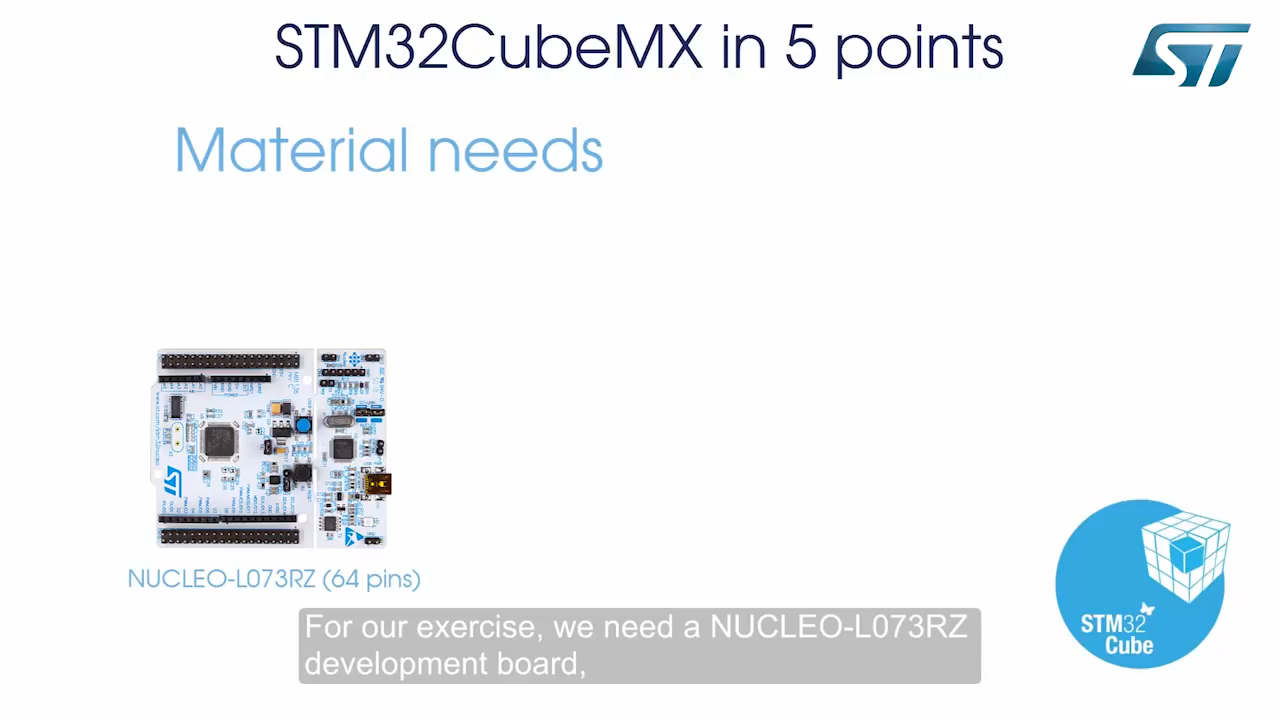 STM32CubeMX in 5 points
ST
Material needs
NUCLEO-L073RZ (64 pins)
For our exercise, we need a NUCLEO-L073RZ
development board,
STM32
Cube